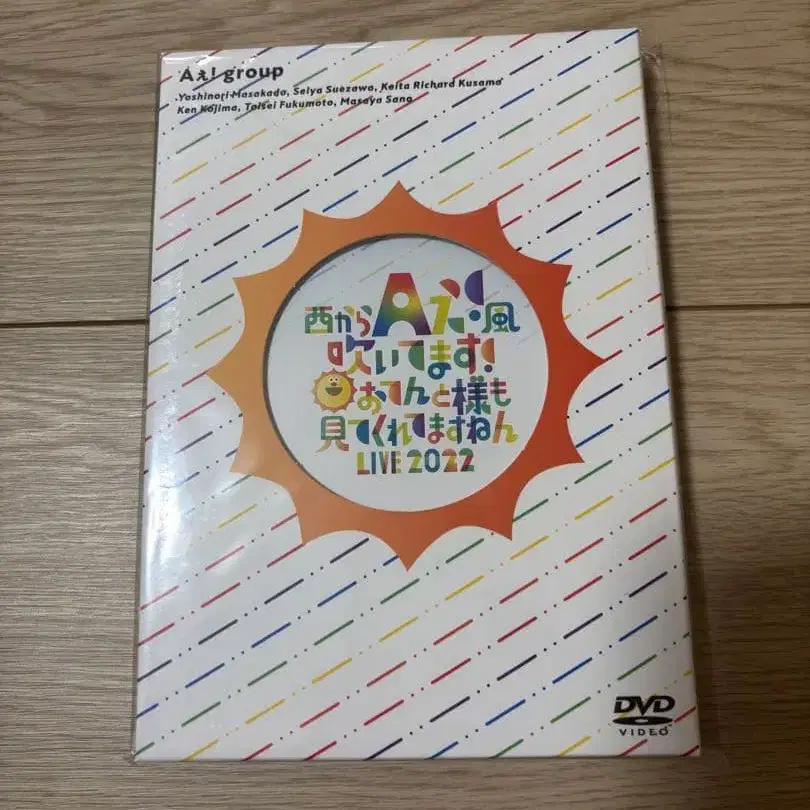 Aぇ! group
Yoshinori Masakado, Seiya Suezawa, Keita Richard Kusama
Ken Kojima, Taisei Fukumoto, Masaya Sano
西からAぇ!風
吹いてます!
おてんと様も
見てくれてますねん
LIVE 2022
DVD
VIDEO